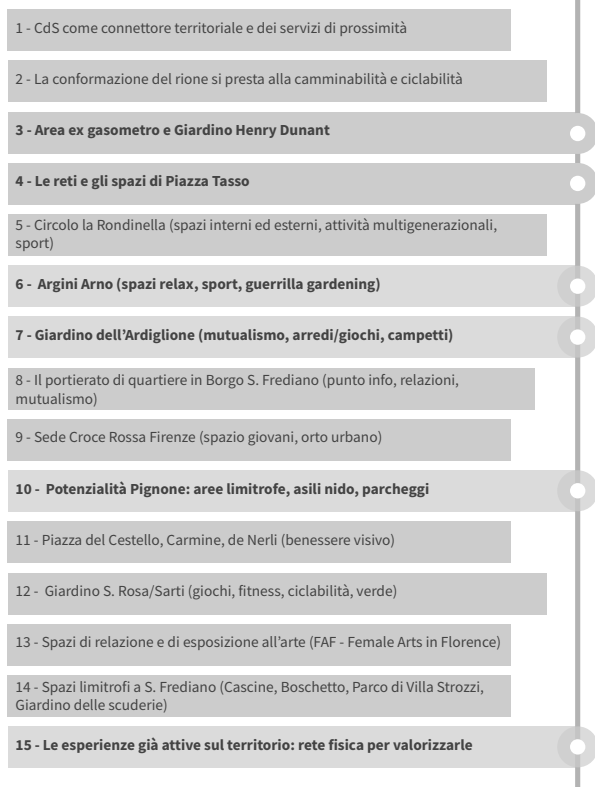 1 - CdS come connettore territoriale e dei servizi di prossimità
2 - La conformazione del rione si presta alla camminabilità e ciclabilità
3 - Area ex gasometro e Giardino Henry Dunant
4 - Le reti e gli spazi di Piazza Tasso
5 - Circolo la Rondinella (spazi interni ed esterni, attività multigenerazionali,
sport)
6 -  Argini Arno (spazi relax, sport, guerrilla gardening)
7 - Giardino dell’Ardiglione (mutualismo, arredi/giochi, campetti)
8 - Il portierato di quartiere in Borgo S. Frediano (punto info, relazioni,
mutualismo)
9 - Sede Croce Rossa Firenze (spazio giovani, orto urbano)
10 -  Potenzialità Pignone: aree limitrofe, asili nido, parcheggi
11 - Piazza del Cestello, Carmine, de Nerli (benessere visivo)
12 -  Giardino S. Rosa/Sarti (giochi, fitness, ciclabilità, verde)
13 - Spazi di relazione e di esposizione all’arte (FAF - Female Arts in Florence)
14 - Spazi limitrofi a S. Frediano (Cascine, Boschetto, Parco di Villa Strozzi,
Giardino delle scuderie)
15 - Le esperienze già attive sul territorio: rete fisica per valorizzarle